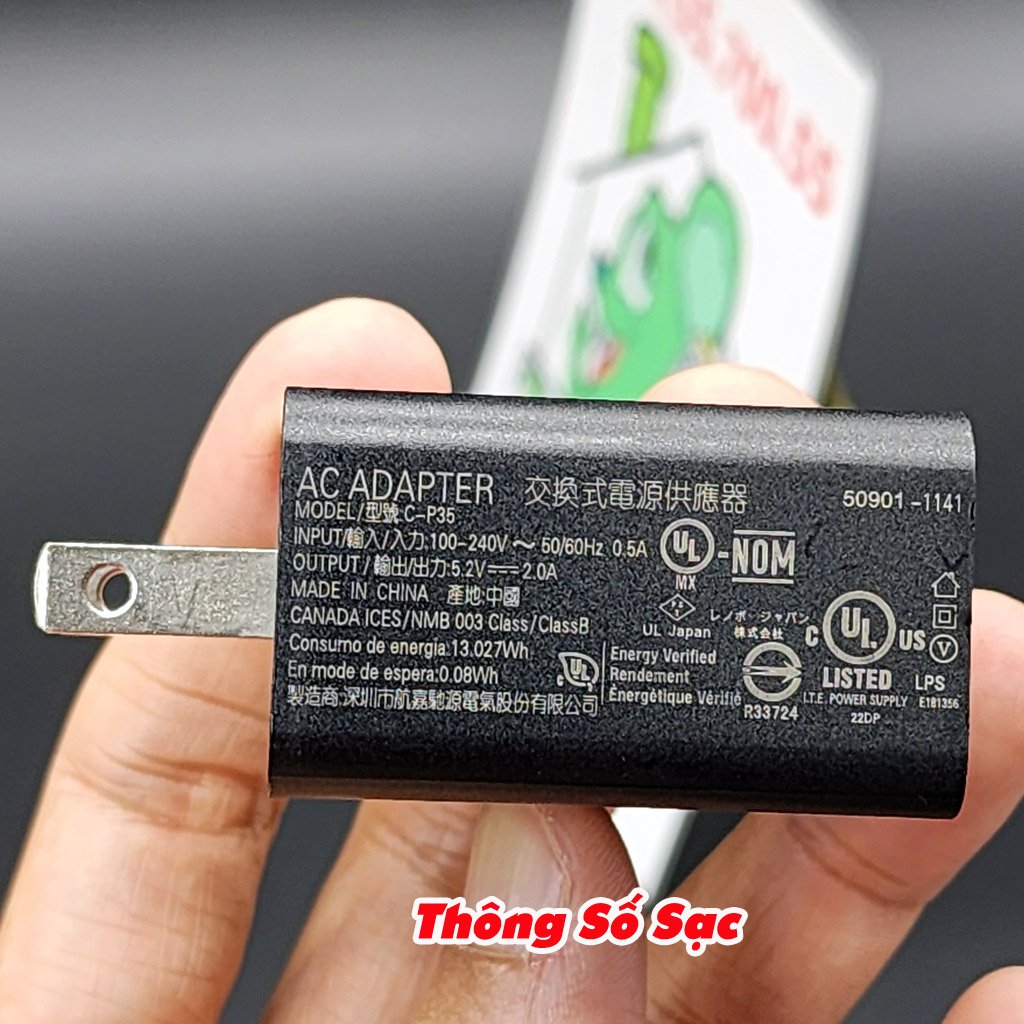 AC ADAPTER 交換式電源供應器 50901-1141
MODEL/型號:C-P35
INPUT/輸入/入力:100-240V～50/60Hz 0.5A
OUTPUT/輸出/出力:5.2V⎓2.0A
MADE IN CHINA 產地:中國
CANADA ICES/NMB 003 Class/ClassB
Consumo de energia:13.027Wh
En modo de espera:0.08Wh
製造商:深圳市航嘉馳源電氣股份有限公司
UL
MX
NOM
UL Japan
レノボ・ジャパン
株式会社
c UL
Energy Verified
Rendement
Énergétique Vérifié
R33724
C UL US
LISTED
I.T.E. POWER SUPPLY
22DP
V
LPS
E181356
Thông Số Sạc